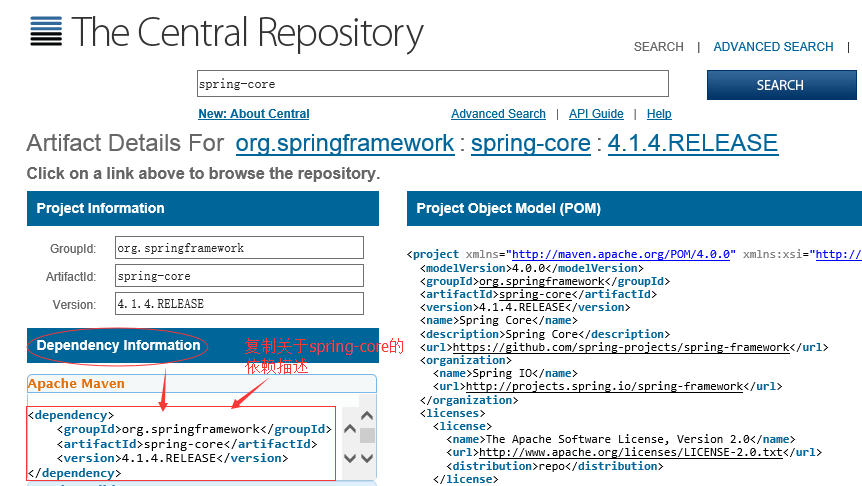 The Central Repository
SEARCH | ADVANCED SEARCH |
spring-core
SEARCH
New: About Central
Advanced Search | API Guide | Help
Artifact Details For org.springframework : spring-core : 4.1.4.RELEASE
Click on a link above to browse the repository.
Project Information
GroupId: org.springframework
ArtifactId: spring-core
Version: 4.1.4.RELEASE
Dependency Information
复制关于spring-core的
依赖描述
Apache Maven
<dependency>
<groupId>org.springframework</groupId>
<artifactId>spring-core</artifactId>
<version>4.1.4.RELEASE</version>
</dependency>
Project Object Model (POM)
<project xmlns="http://maven.apache.org/POM/4.0.0" xmlns:xsi="http://
<modelVersion>4.0.0</modelVersion>
<groupId>org.springframework</groupId>
<artifactId>spring-core</artifactId>
<version>4.1.4.RELEASE</version>
<name>Spring Core</name>
<description>Spring Core</description>
<url>https://github.com/spring-projects/spring-framework</url>
<organization>
<name>Spring IO</name>
<url>http://projects.spring.io/spring-framework</url>
</organization>
<licenses>
<license>
<name>The Apache Software License, Version 2.0</name>
<url>http://www.apache.org/licenses/LICENSE-2.0.txt</url>
<distribution>repo</distribution>
</license>